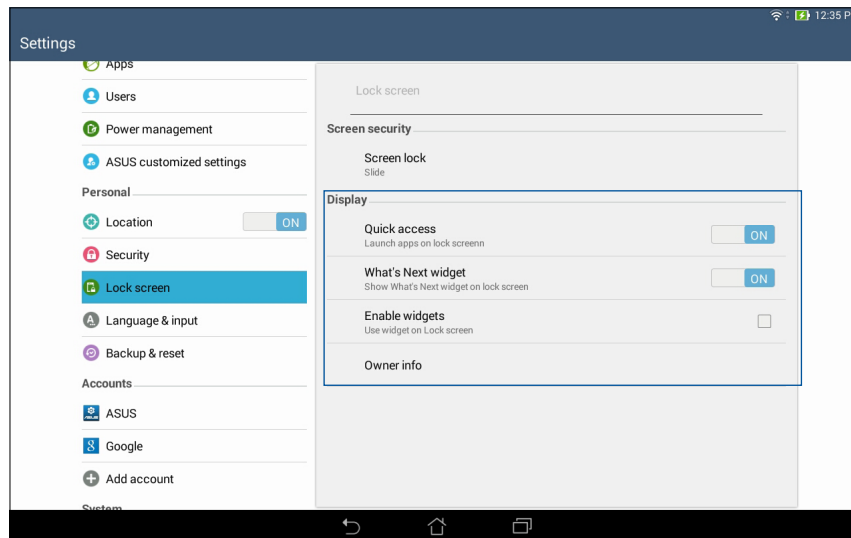 12:35 P
Settings
Apps
Users
Power management
ASUS customized settings
Personal
Location ON
Security
Lock screen
Language & input
Backup & reset
Accounts
ASUS
Google
Add account
System
Lock screen
Screen security
Screen lock
Slide
Display
Quick access
Launch apps on lock screenn
ON
What's Next widget
Show What's Next widget on lock screen
ON
Enable widgets
Use widget on Lock screen
Owner info